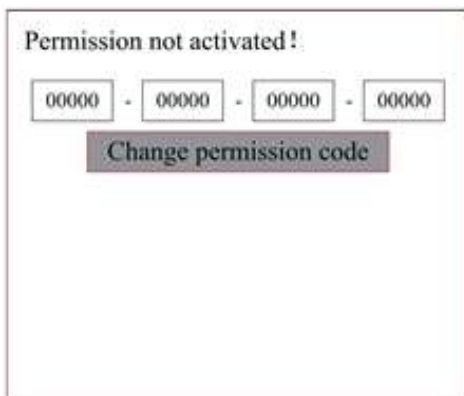 Permission not activated!
00000 - 00000 - 00000 - 00000
Change permission code